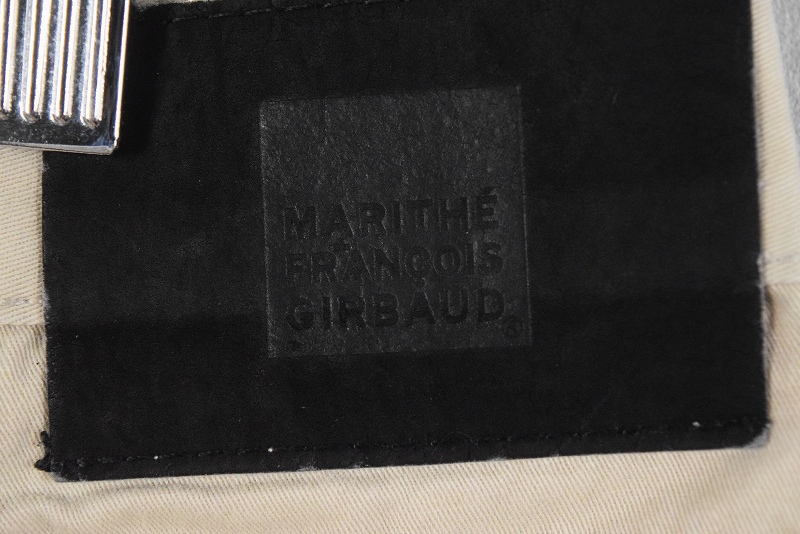 MARITHÉ
+
FRANÇOIS
GIRBAUD®